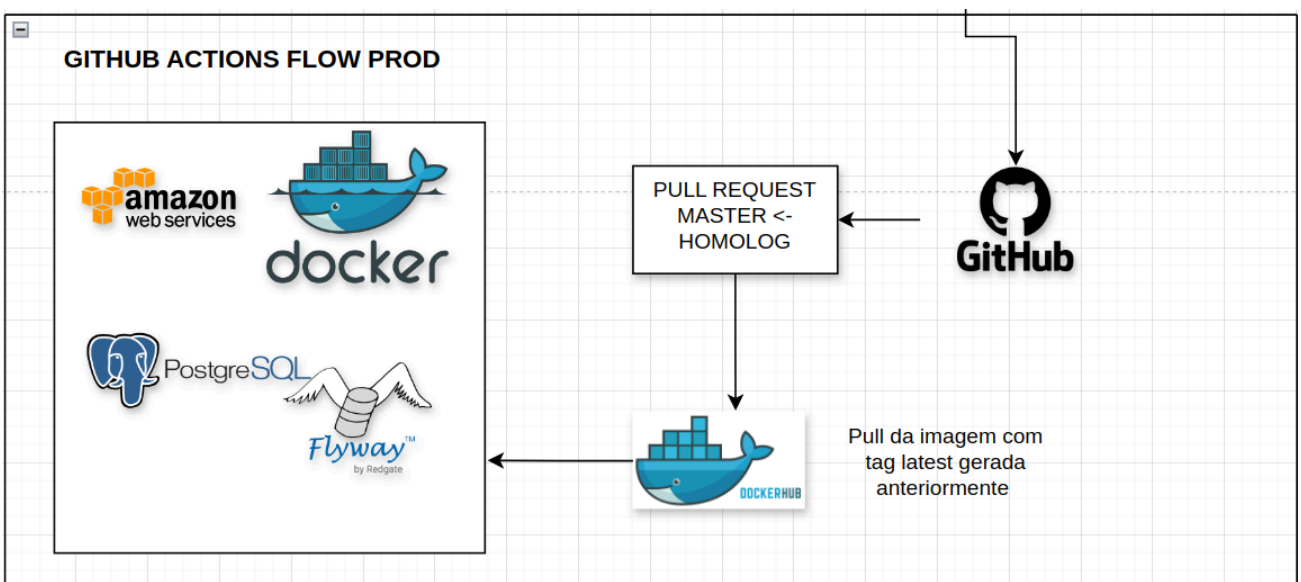 GITHUB ACTIONS FLOW PROD
amazon
web services
docker
PostgreSQL
Flyway™
by Redgate
PULL REQUEST
MASTER <-
HOMOLOG
GitHub
DOCKERHUB
Pull da imagem com
tag latest gerada
anteriormente